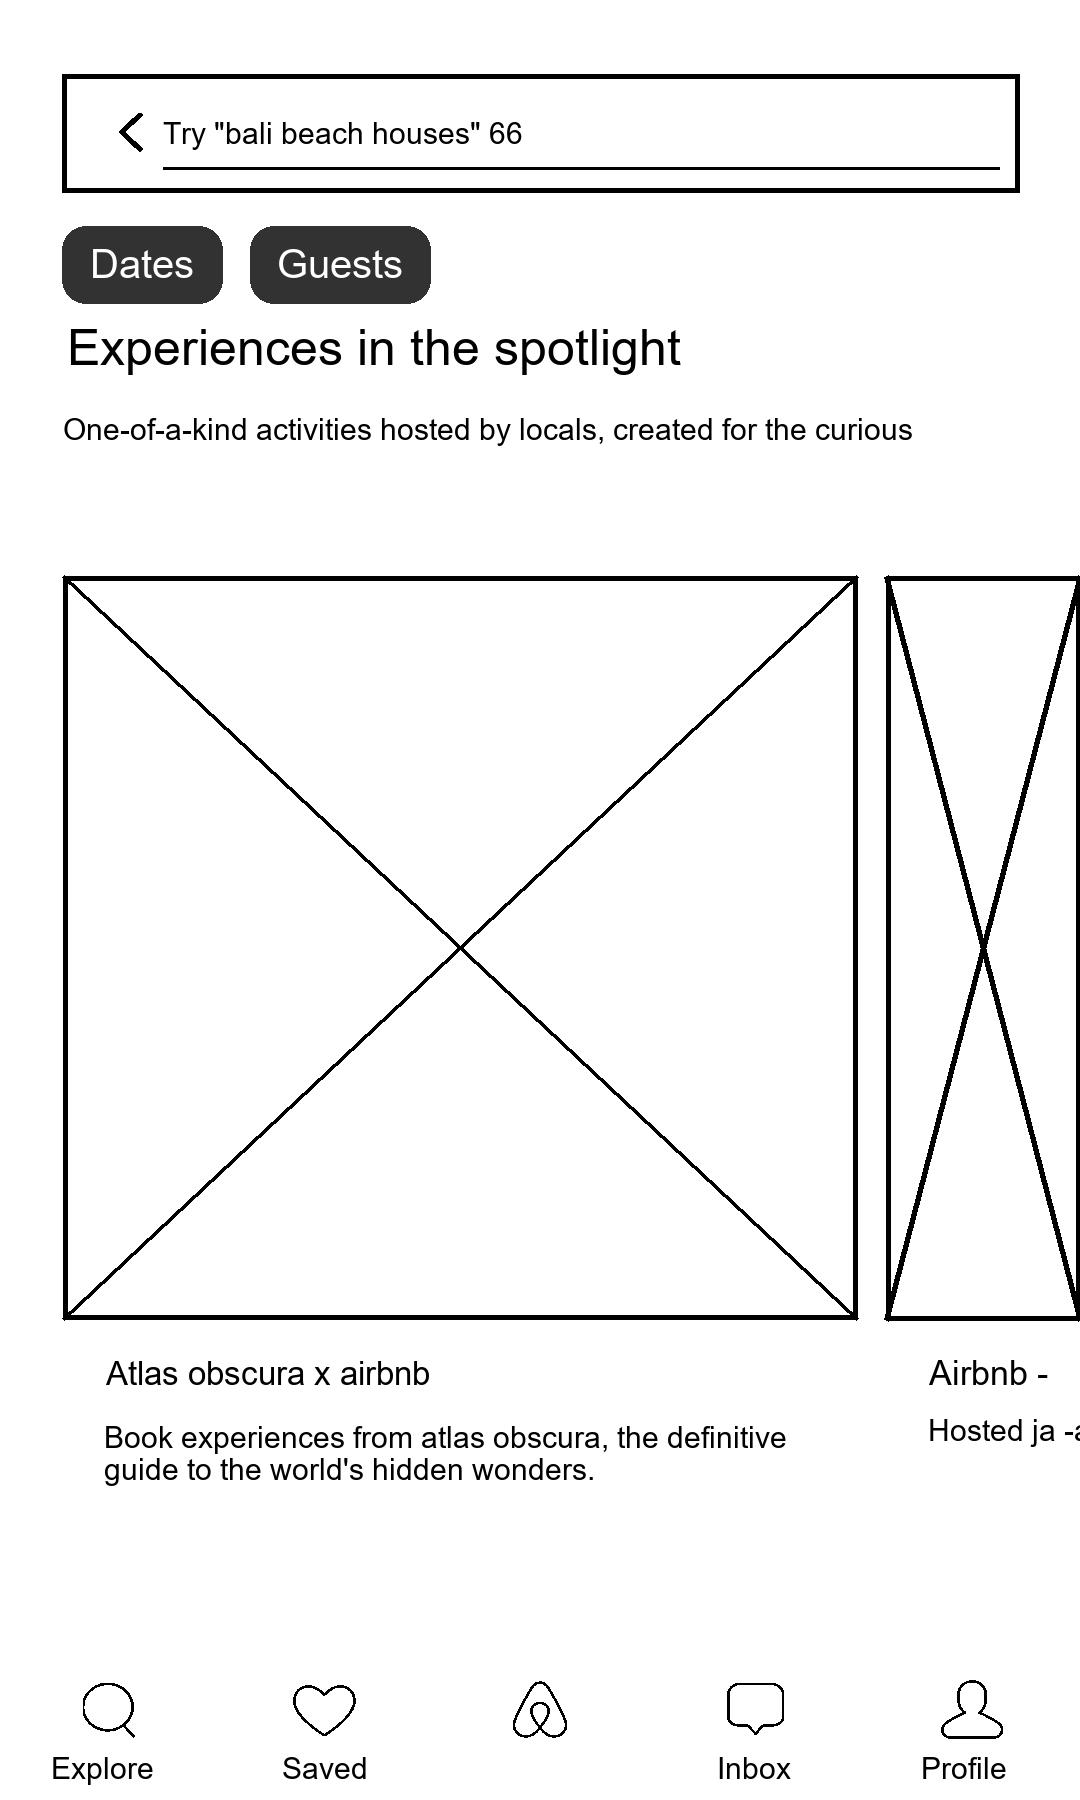 Try "bali beach houses" 66
Dates
Guests
Experiences in the spotlight
One-of-a-kind activities hosted by locals, created for the curious
Atlas obscura x airbnb
Book experiences from atlas obscura, the definitive
guide to the world's hidden wonders.
Airbnb -
Hosted ja -a
Explore
Saved
Inbox
Profile